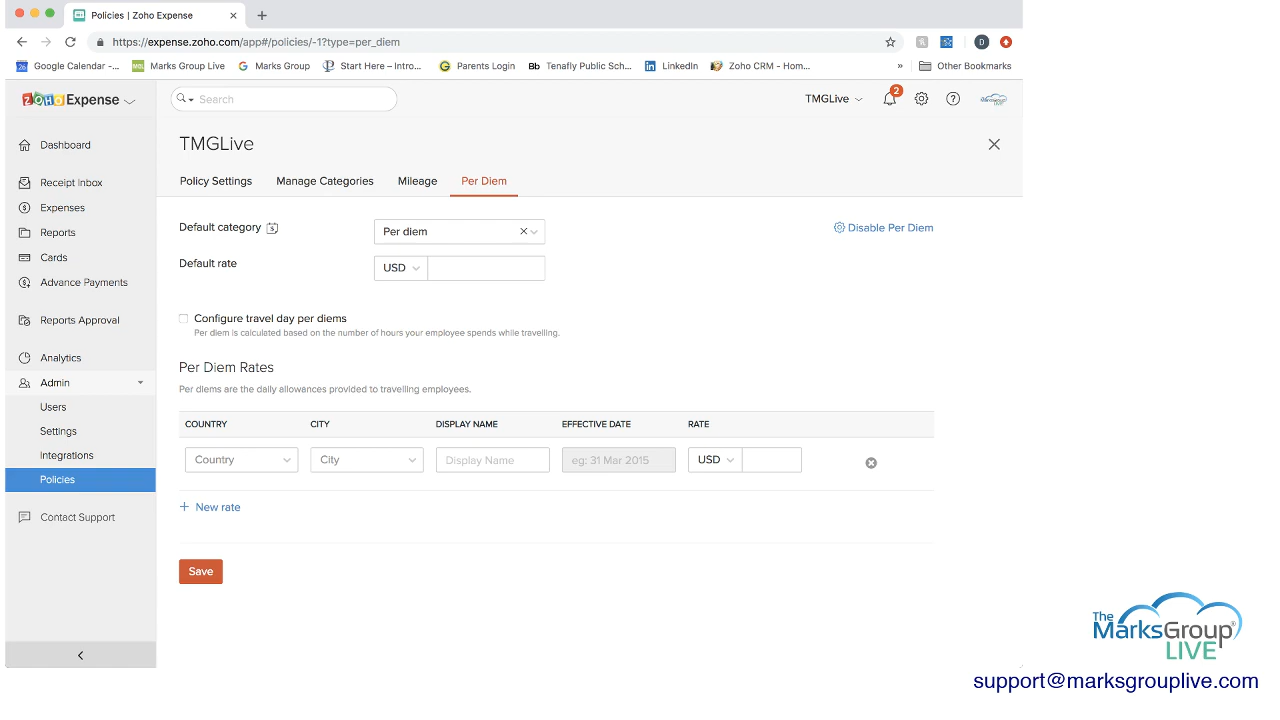 Policies | Zoho Expense
https://expense.zoho.com/app#/policies/-1?type=per_diem
D
Google Calendar -... Marks Group Live Marks Group Start Here – Intro... Parents Login Bb Tenafly Public Sch... LinkedIn Zoho CRM - Hom... » Other Bookmarks
ZOHO Expense
Search
TMGLive
2
Dashboard
Receipt Inbox
Expenses
Reports
Cards
Advance Payments
Reports Approval
Analytics
Admin
Users
Settings
Integrations
Policies
Contact Support
TMGLive
Policy Settings Manage Categories Mileage Per Diem
Default category Per diem
Disable Per Diem
Default rate USD
Configure travel day per diems
Per diem is calculated based on the number of hours your employee spends while travelling.
Per Diem Rates
Per diems are the daily allowances provided to travelling employees.
COUNTRY CITY DISPLAY NAME EFFECTIVE DATE RATE
Country City Display Name eg: 31 Mar 2015 USD
+ New rate
Save
The
MarksGroup®
LIVE
support@marksgrouplive.com